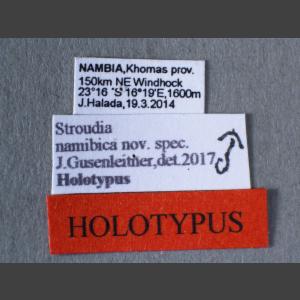 NAMBIA,Khomas prov.
150km NE Windhock
23°16 'S 16°19'E,1600m
J.Halada,19.3.2014
Stroudia
namibica nov. spec.
J.Gusenleitner,det.2017
Holotypus
HOLOTYPUS